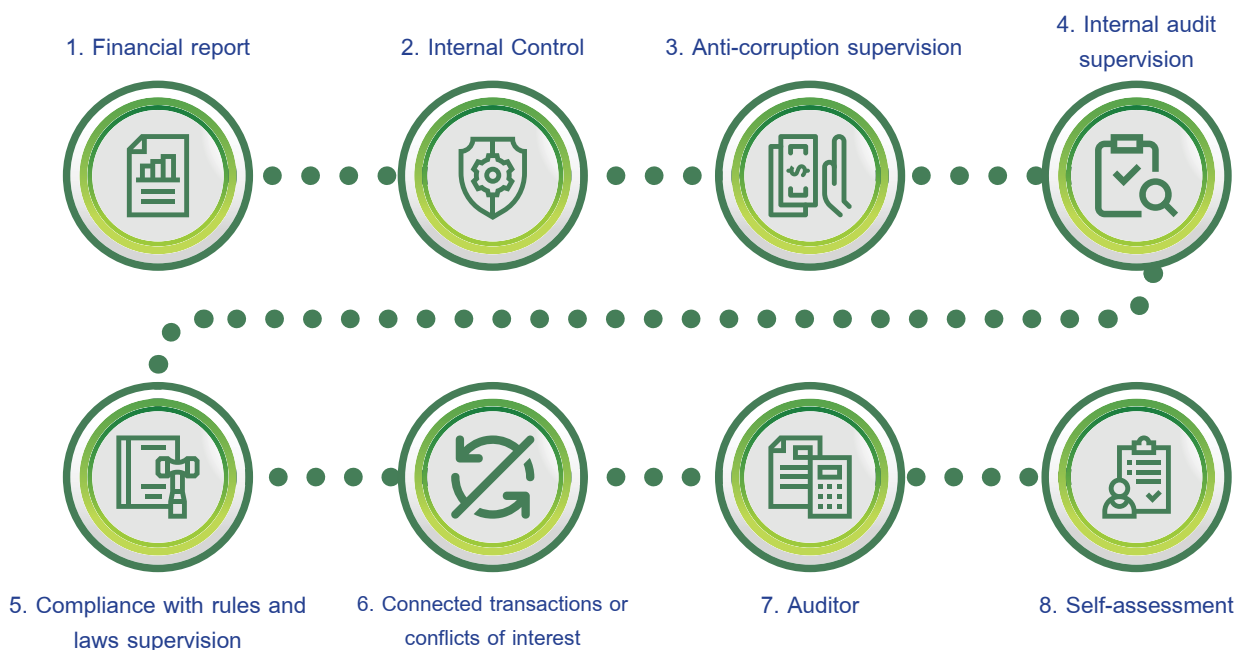 1. Financial report
2. Internal Control
3. Anti-corruption supervision
4. Internal audit
supervision
5. Compliance with rules and
laws supervision
6. Connected transactions or
conflicts of interest
7. Auditor
8. Self-assessment